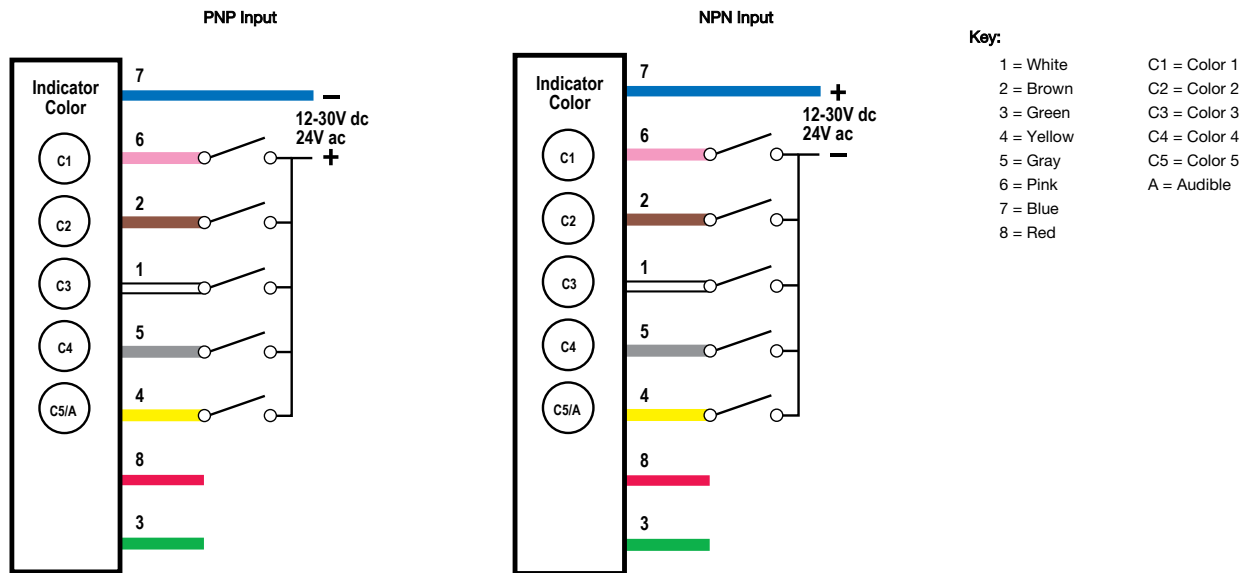 PNP Input
Indicator
Color
7
−
12-30V dc
24V ac
+
6
C1
2
C2
1
C3
5
C4
4
C5/A
8
3
NPN Input
Indicator
Color
7
+
12-30V dc
24V ac
−
6
C1
2
C2
1
C3
5
C4
4
C5/A
8
3
Key:
1 = White
2 = Brown
3 = Green
4 = Yellow
5 = Gray
6 = Pink
7 = Blue
8 = Red
C1 = Color 1
C2 = Color 2
C3 = Color 3
C4 = Color 4
C5 = Color 5
A = Audible